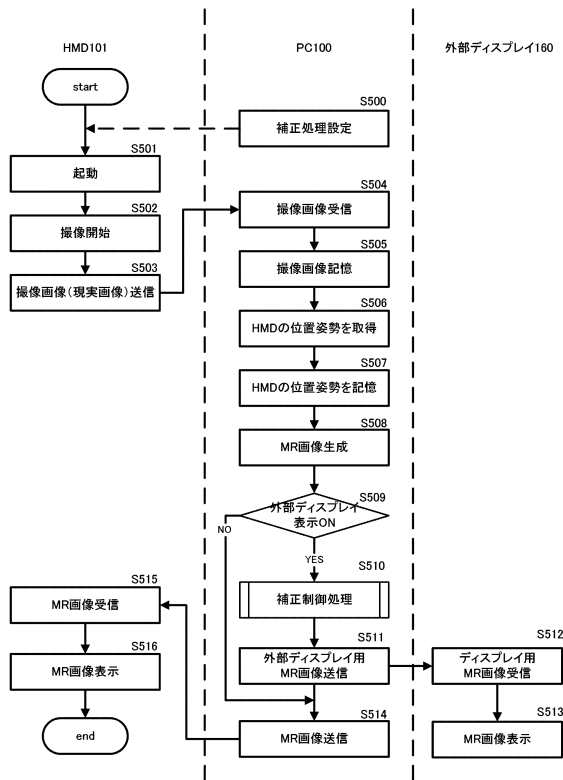 HMD101
PC100
外部ディスプレイ160
start
S500
補正処理設定
S501
起動
S502
撮像開始
S503
撮像画像(現実画像)送信
S504
撮像画像受信
S505
撮像画像記憶
S506
HMDの位置姿勢を取得
S507
HMDの位置姿勢を記憶
S508
MR画像生成
S509
外部ディスプレイ
表示ON
NO
YES
S510
補正制御処理
S511
外部ディスプレイ用
MR画像送信
S512
ディスプレイ用
MR画像受信
S513
MR画像表示
S514
MR画像送信
S515
MR画像受信
S516
MR画像表示
end